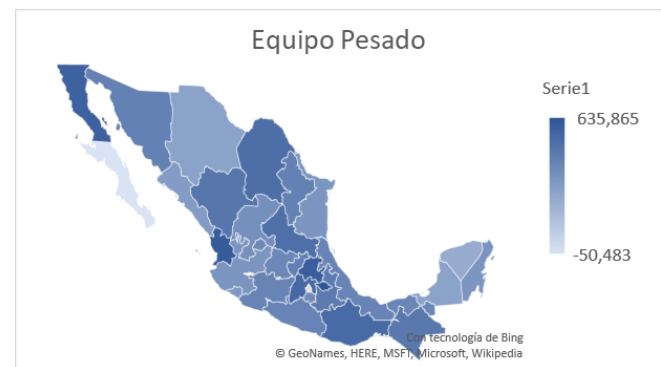 Equipo Pesado
Serie1
635,865
-50,483
Con tecnología de Bing
© GeoNames, HERE, MSFT, Microsoft, Wikipedia